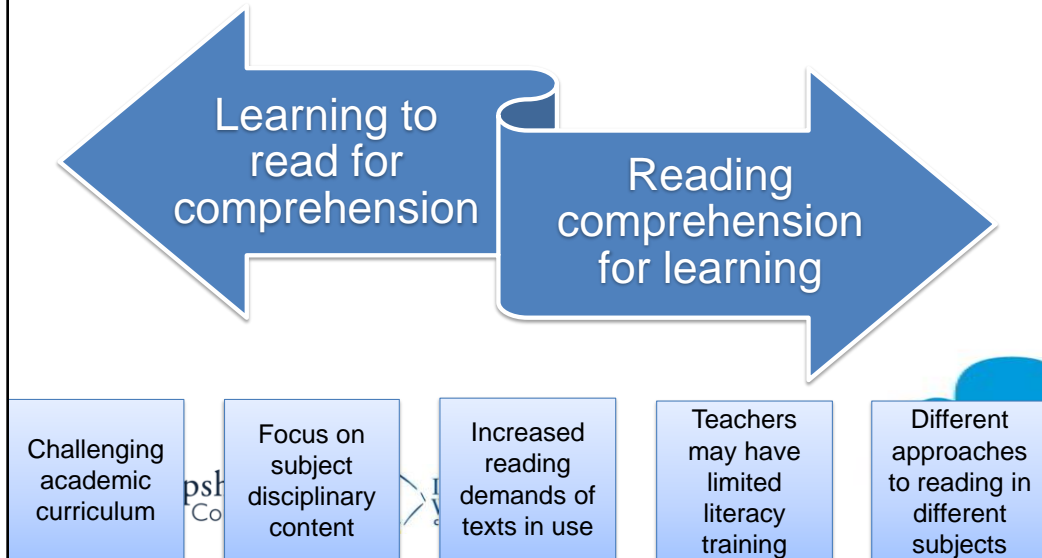 Learning to
read for
comprehension
Reading
comprehension
for learning
Challenging
academic
curriculum
Focus on
subject
disciplinary
content
Increased
reading
demands of
texts in use
Teachers
may have
limited
literacy
training
Different
approaches
to reading in
different
subjects